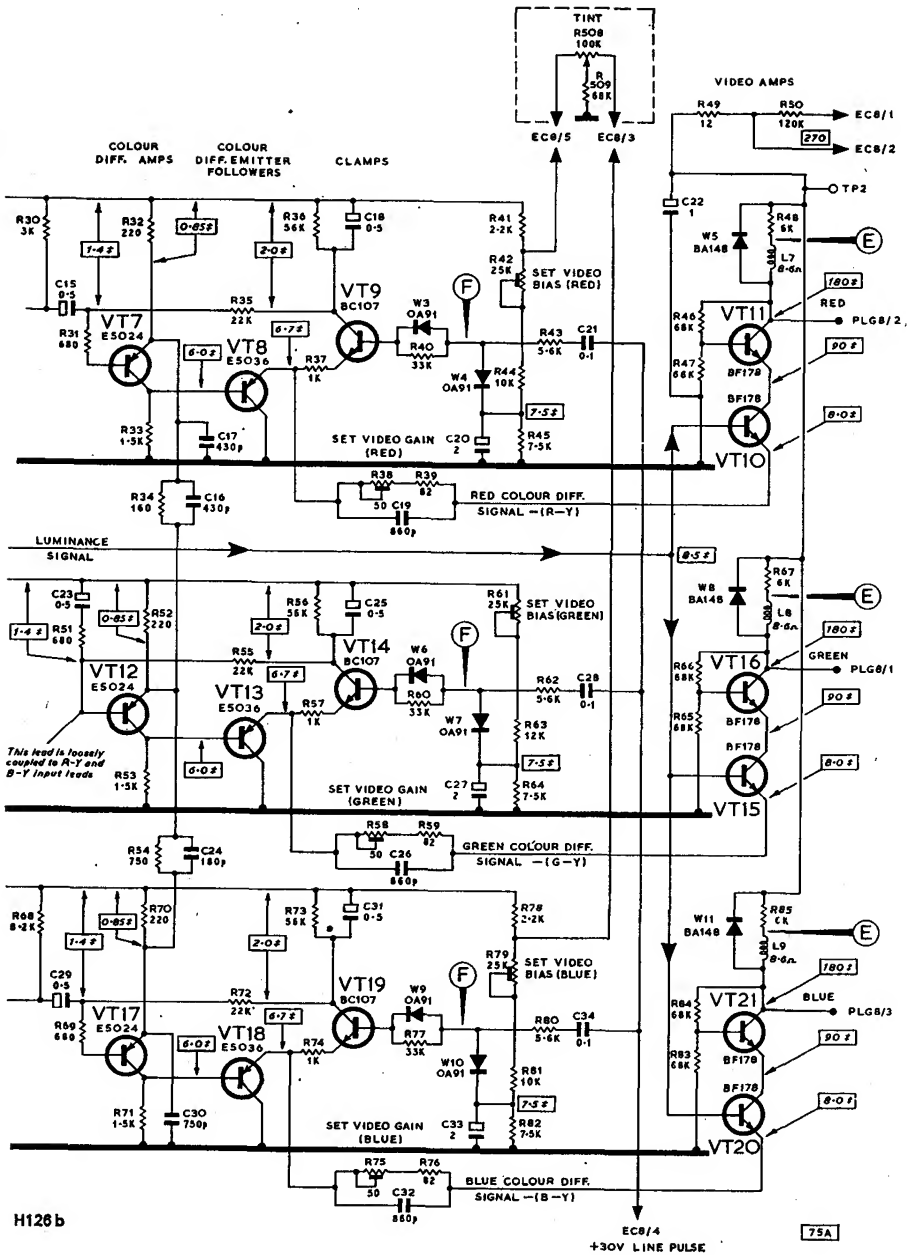 TINT
R508
100K
R
509
68K
VIDEO AMPS
R49
12
R50
120K
EC8/1
270
EC8/2
EC8/5
EC8/3
COLOUR
DIFF. AMPS
COLOUR
DIFF. EMITTER
FOLLOWERS
CLAMPS
TP2
R30
3K
1·4‡
R32
220
0·85‡
2·0‡
R36
56K
C18
0·5
R41
2·2K
C22
1
W5
BA148
R48
6K
E
L7
8·6Ω
C15
0·5
R31
680
VT7
E5024
R35
22K
VT9
BC107
F
R42
25K
SET VIDEO
BIAS (RED)
180‡
RED
PLG8/2,
VT11
BF178
R46
68K
R47
68K
6·0‡
VT8
E5036
6·7‡
R37
1K
W3
OA91
R40
33K
W4
OA91
R43
5·6K
C21
0·1
R44
10K
90‡
BF178
VT10
8·0‡
R33
1·5K
C17
430p
SET VIDEO GAIN
(RED)
C20
2
7·5‡
R45
7·5K
R34
160
C16
430p
R38
50
R39
82
C19
860p
RED COLOUR DIFF.
SIGNAL –(R–Y)
LUMINANCE
SIGNAL
8·5‡
C23
0·5
R51
680
1·4‡
0·85‡
R52
220
2·0‡
R56
56K
C25
0·5
R61
25K
SET VIDEO
BIAS(GREEN)
W8
BA148
R67
6K
E
L8
8·6Ω
VT12
E5024
R55
22K
VT14
BC107
F
W6
OA91
R60
33K
180‡
GREEN
PLG8/1
VT16
BF178
R66
68K
R65
68K
VT13
E5036
6·7‡
R57
1K
W7
OA91
R62
5·6K
C28
0·1
R63
12K
90‡
BF178
VT15
8·0‡
This lead is loosly
coupled to R-Y and
B-Y input leads
R53
1·5K
6·0‡
SET VIDEO GAIN
(GREEN)
C27
2
7·5‡
R64
7·5K
R54
750
C24
180p
R58
50
R59
82
C26
860p
GREEN COLOUR DIFF.
SIGNAL –(G–Y)
R68
8·2K
1·4‡
0·85‡
R70
220
2·0‡
R73
56K
C31
0·5
R78
2·2K
W11
BA148
R85
E
L9
8·6Ω
C29
0·5
R69
680
VT17
E5024
R72
22K
VT19
BC107
F
R79
25K
SET VIDEO
BIAS(BLUE)
180‡
BLUE
PLG8/3
VT21
BF178
R84
68K
R83
68K
6·0‡
VT18
E5036
6·7‡
R74
1K
W9
OA91
R77
33K
W10
OA91
R80
5·6K
C34
0·1
R81
10K
90‡
BF178
VT20
8·0‡
R71
1·5K
C30
750p
SET VIDEO GAIN
(BLUE)
C33
2
7·5‡
R82
7·5K
R75
50
R76
82
C32
860p
BLUE COLOUR DIFF.
SIGNAL –(B–Y)
H126b
EC8/4
+30V LINE PULSE
75A